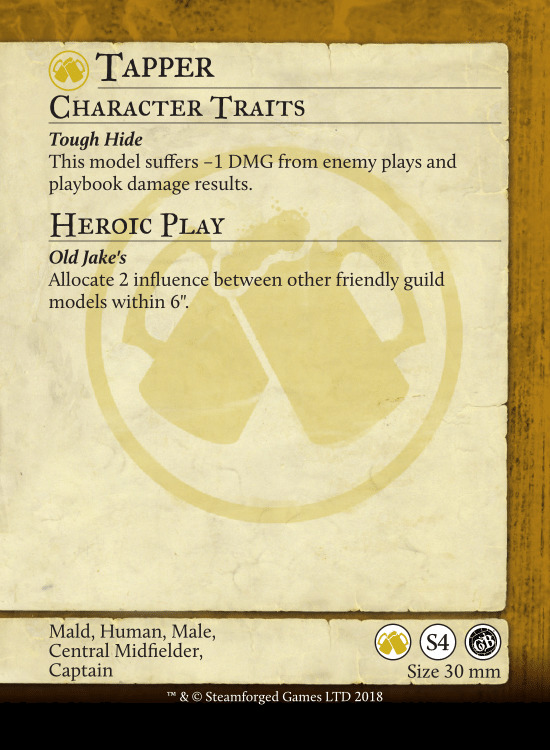 Tapper
Character Traits
Tough Hide
This model suffers −1 DMG from enemy plays and
playbook damage results.
Heroic Play
Old Jake's
Allocate 2 influence between other friendly guild
models within 6".
Mald, Human, Male,
Central Midfielder,
Captain
S4
GB
Size 30 mm
™ & © Steamforged Games LTD 2018